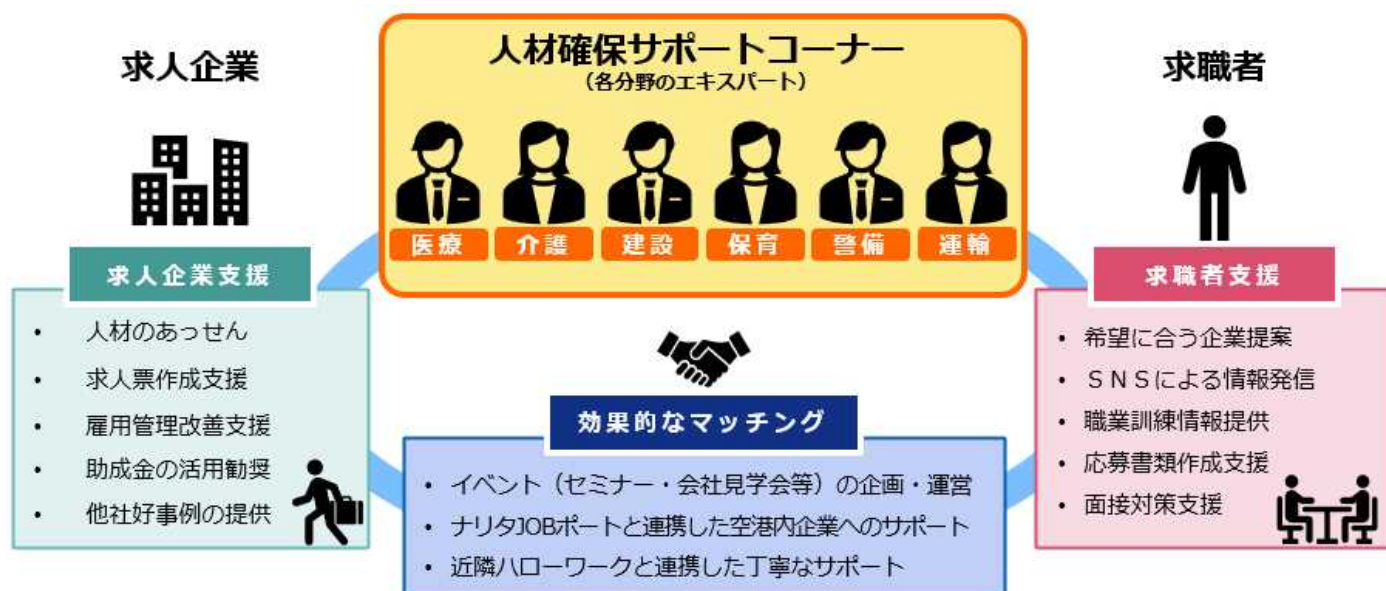 求人企業
人材確保サポートコーナー
（各分野のエキスパート）
求職者
医療
介護
建設
保育
警備
運輸
求人企業支援
・ 人材のあっせん
・ 求人票作成支援
・ 雇用管理改善支援
・ 助成金の活用勧奨
・ 他社好事例の提供
効果的なマッチング
・ イベント（セミナー・会社見学会等）の企画・運営
・ ナリタJOBポートと連携した空港内企業へのサポート
・ 近隣ハローワークと連携した丁寧なサポート
求職者支援
・ 希望に合う企業提案
・ ＳＮＳによる情報発信
・ 職業訓練情報提供
・ 応募書類作成支援
・ 面接対策支援